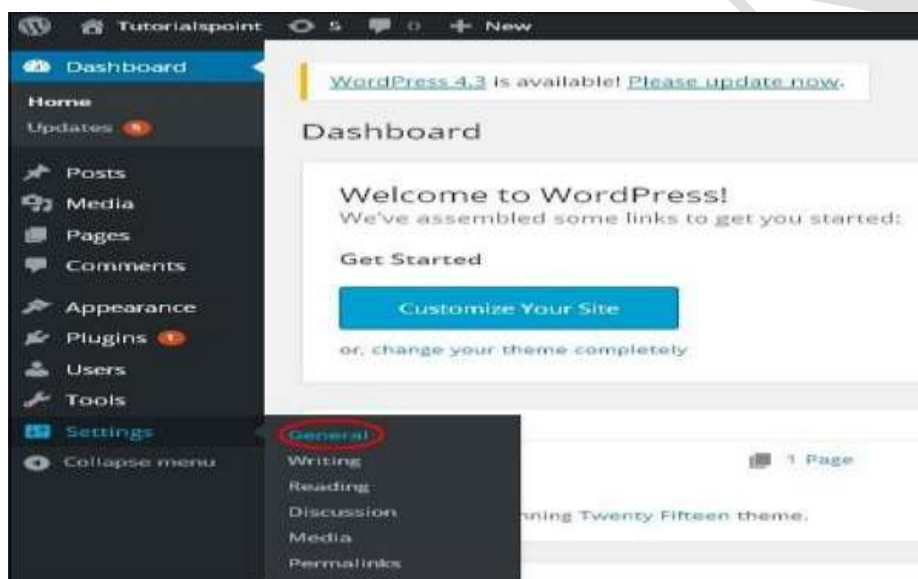 Tutorialspoint 5 0 + New
Dashboard
Home
Updates 5
Posts
Media
Pages
Comments
Appearance
Plugins 1
Users
Tools
Settings
Collapse menu
General
Writing
Reading
Discussion
Media
Permalinks
WordPress 4.3 is available! Please update now.
Dashboard
Welcome to WordPress!
We've assembled some links to get you started:
Get Started
Customize Your Site
or, change your theme completely
1 Page
nning Twenty Fifteen theme.